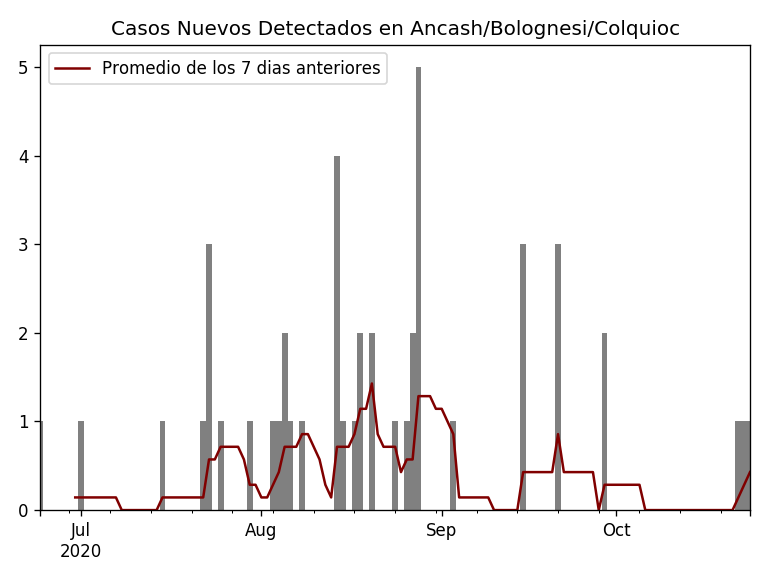 Casos Nuevos Detectados en Ancash/Bolognesi/Colquioc
Promedio de los 7 dias anteriores
5
4
3
2
1
0
Jul
2020
Aug
Sep
Oct